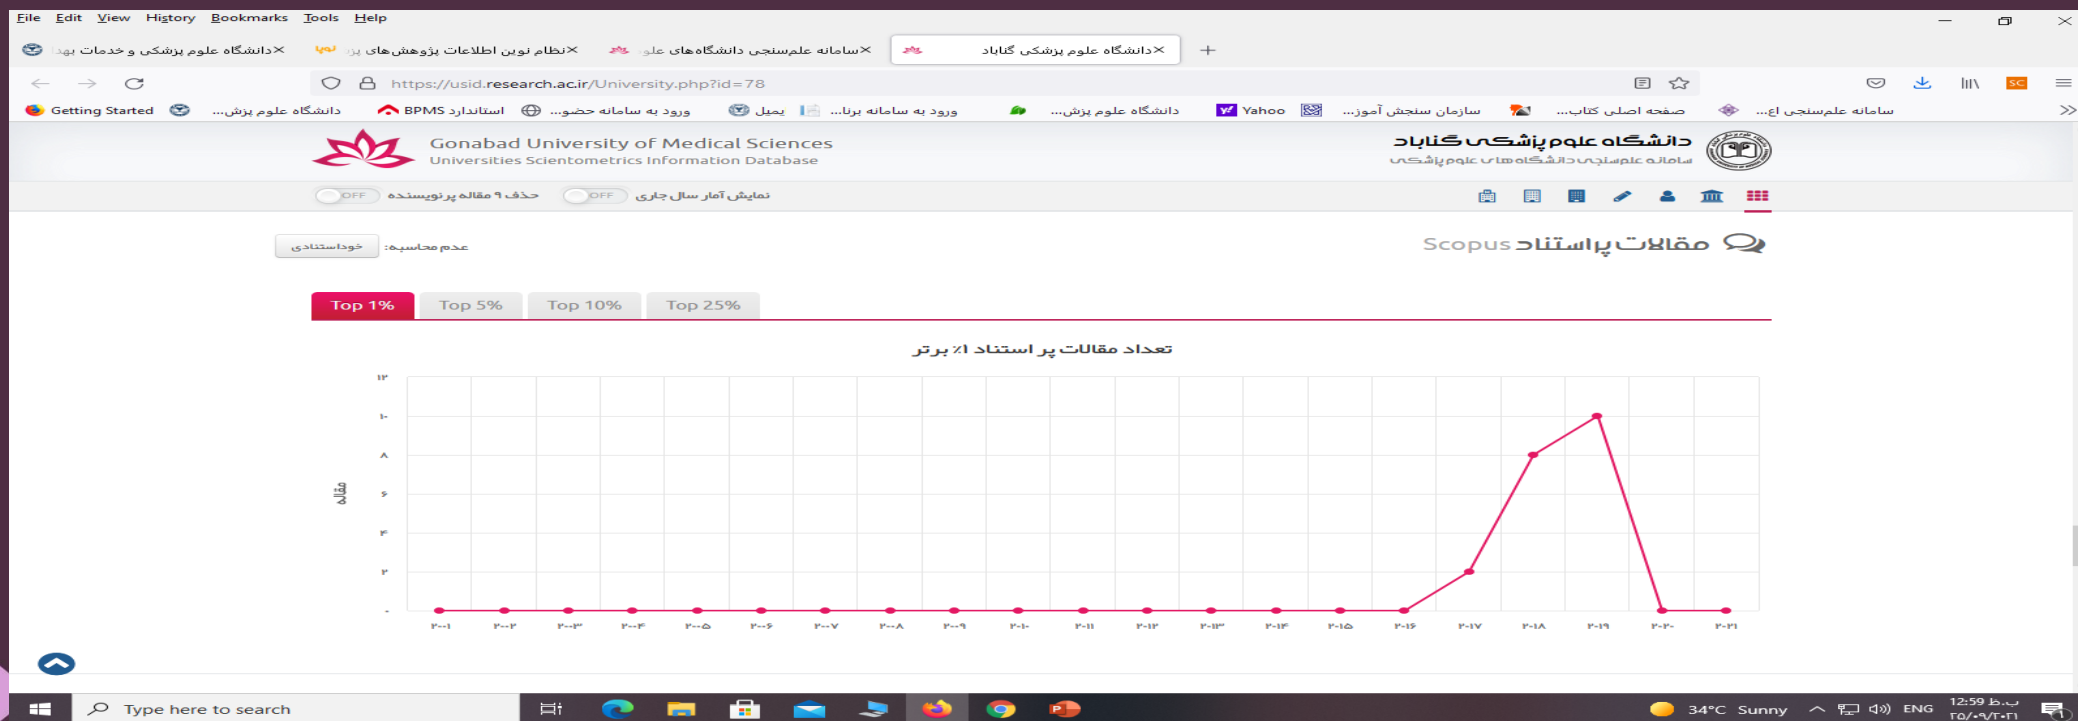 File Edit View History Bookmarks Tools Help
دانشگاه علوم پزشکی و خدمات بهدا
نظام نوین اطلاعات پژوهش‌های پز
سامانه علم‌سنجی دانشگاه‌های علو
دانشگاه علوم پزشکی گناباد
https://usid.research.ac.ir/University.php?id=78
Getting Started
دانشگاه علوم پزش...
استاندارد BPMS
ورود به سامانه حضو...
ایمیل
ورود به سامانه برنا...
دانشگاه علوم پزش...
Yahoo
سازمان سنجش آموز...
صفحه اصلی کتاب...
سامانه علم‌سنجی اع...
Gonabad University of Medical Sciences
Universities Scientometrics Information Database
دانشگاه علوم پزشکی گناباد
سامانه علم‌سنجی دانشگاه‌های علوم پزشکی
نمایش آمار سال جاری OFF
حذف ۹ مقاله پرنویسنده OFF
مقالات پراستناد Scopus
عدم محاسبه: خوداستنادی
Top 1% Top 5% Top 10% Top 25%
تعداد مقالات پر استناد ۱٪ برتر
۱۲
۱۰
۸
۶
۴
۲
۰
مقاله
۲۰۰۱ ۲۰۰۲ ۲۰۰۳ ۲۰۰۴ ۲۰۰۵ ۲۰۰۶ ۲۰۰۷ ۲۰۰۸ ۲۰۰۹ ۲۰۱۰ ۲۰۱۱ ۲۰۱۲ ۲۰۱۳ ۲۰۱۴ ۲۰۱۵ ۲۰۱۶ ۲۰۱۷ ۲۰۱۸ ۲۰۱۹ ۲۰۲۰ ۲۰۲۱
Type here to search
34°C Sunny
ENG
12:59 ب.ظ
۲۵/۰۹/۲۰۲۱